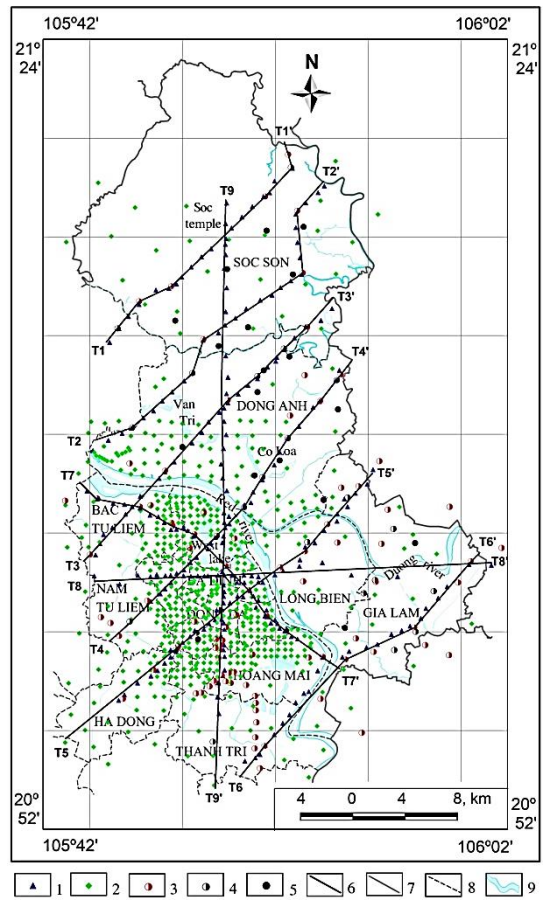 105º42' 106º02'
21º
24'
21º
24'
N
T1'
T2'
T9
Soc
temple
SOC SON
T3'
T1
T4'
Van
Tri
DONG ANH
T2
Co Loa
T7
T5'
BAC
TU LIEM
Red river
West
lake
T6'
T3
T8
T8'
Duong river
NAM
TU LIEM
LONG BIEN
GIA LAM
T4
T7'
HOANG MAI
HA DONG
T5
THANH TRI
T9'
T6
20º
52'
20º
52'
4 0 4 8, km
105º42' 106º02'
1 2 3 4 5 6 7 8 9